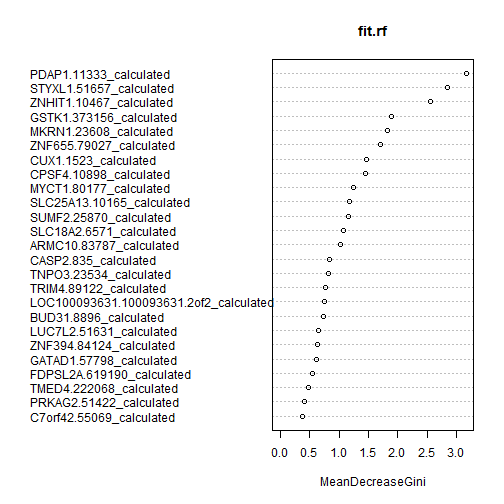 fit.rf
PDAP1.11333_calculated
STYXL1.51657_calculated
ZNHIT1.10467_calculated
GSTK1.373156_calculated
MKRN1.23608_calculated
ZNF655.79027_calculated
CUX1.1523_calculated
CPSF4.10898_calculated
MYCT1.80177_calculated
SLC25A13.10165_calculated
SUMF2.25870_calculated
SLC18A2.6571_calculated
ARMC10.83787_calculated
CASP2.835_calculated
TNPO3.23534_calculated
TRIM4.89122_calculated
LOC100093631.100093631.2of2_calculated
BUD31.8896_calculated
LUC7L2.51631_calculated
ZNF394.84124_calculated
GATAD1.57798_calculated
FDPSL2A.619190_calculated
TMED4.222068_calculated
PRKAG2.51422_calculated
C7orf42.55069_calculated
0.0 0.5 1.0 1.5 2.0 2.5 3.0
MeanDecreaseGini